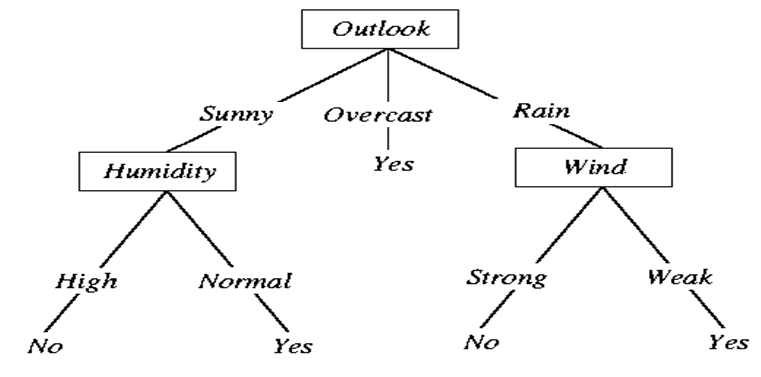 Outlook
Sunny Overcast Rain
Humidity Yes Wind
High Normal Strong Weak
No Yes No Yes